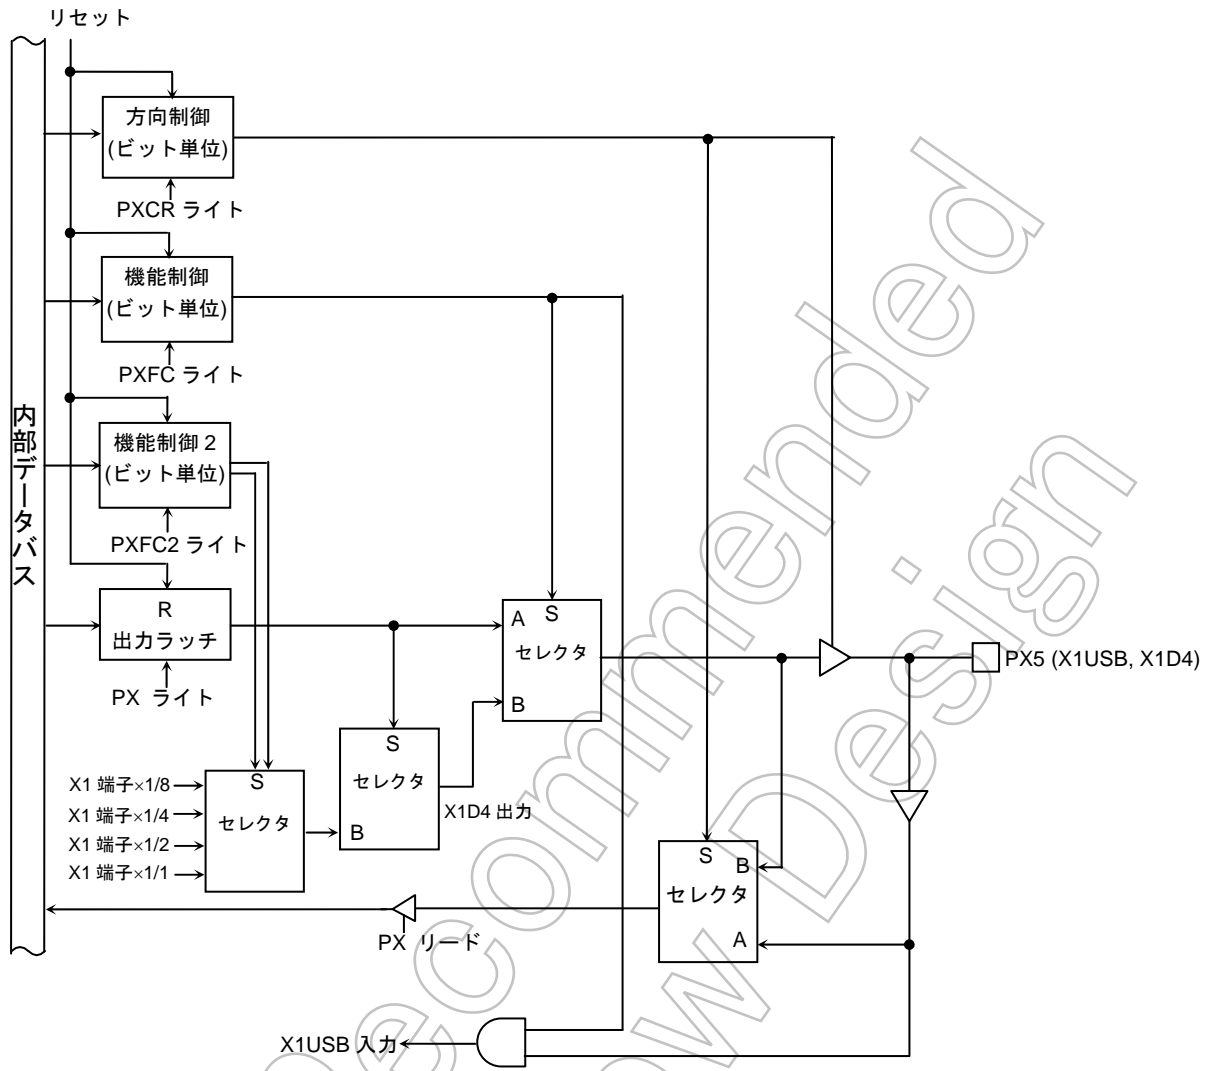 リセット
方向制御
(ビット単位)
PXCR ライト
機能制御
(ビット単位)
PXFC ライト
内部データバス
機能制御 2
(ビット単位)
PXFC2 ライト
R
出力ラッチ
PX ライト
A
S
セレクタ
B
PX5 (X1USB, X1D4)
S
セレクタ
B
X1D4 出力
X1 端子×1/8
X1 端子×1/4
X1 端子×1/2
X1 端子×1/1
S
セレクタ
S
B
セレクタ
A
PX リード
X1USB 入力
Recommended
New Design